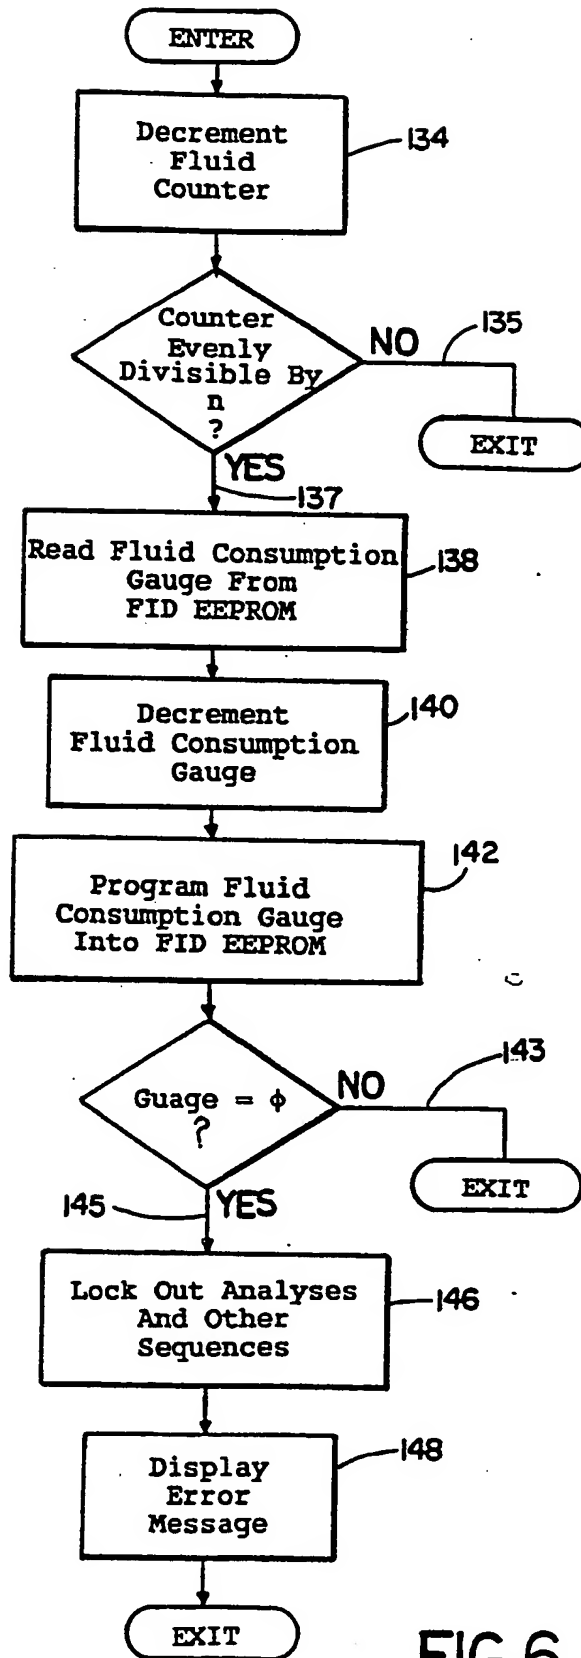 ENTER
Decrement
Fluid
Counter
134
Counter
Evenly
Divisible By
n
?
NO
135
EXIT
YES
137
Read Fluid Consumption
Gauge From
FID EEPROM
138
Decrement
Fluid Consumption
Gauge
140
Program Fluid
Consumption Gauge
Into FID EEPROM
142
Guage = ϕ
?
NO
143
EXIT
145
YES
Lock Out Analyses
And Other
Sequences
146
Display
Error
Message
148
EXIT
FIG.6